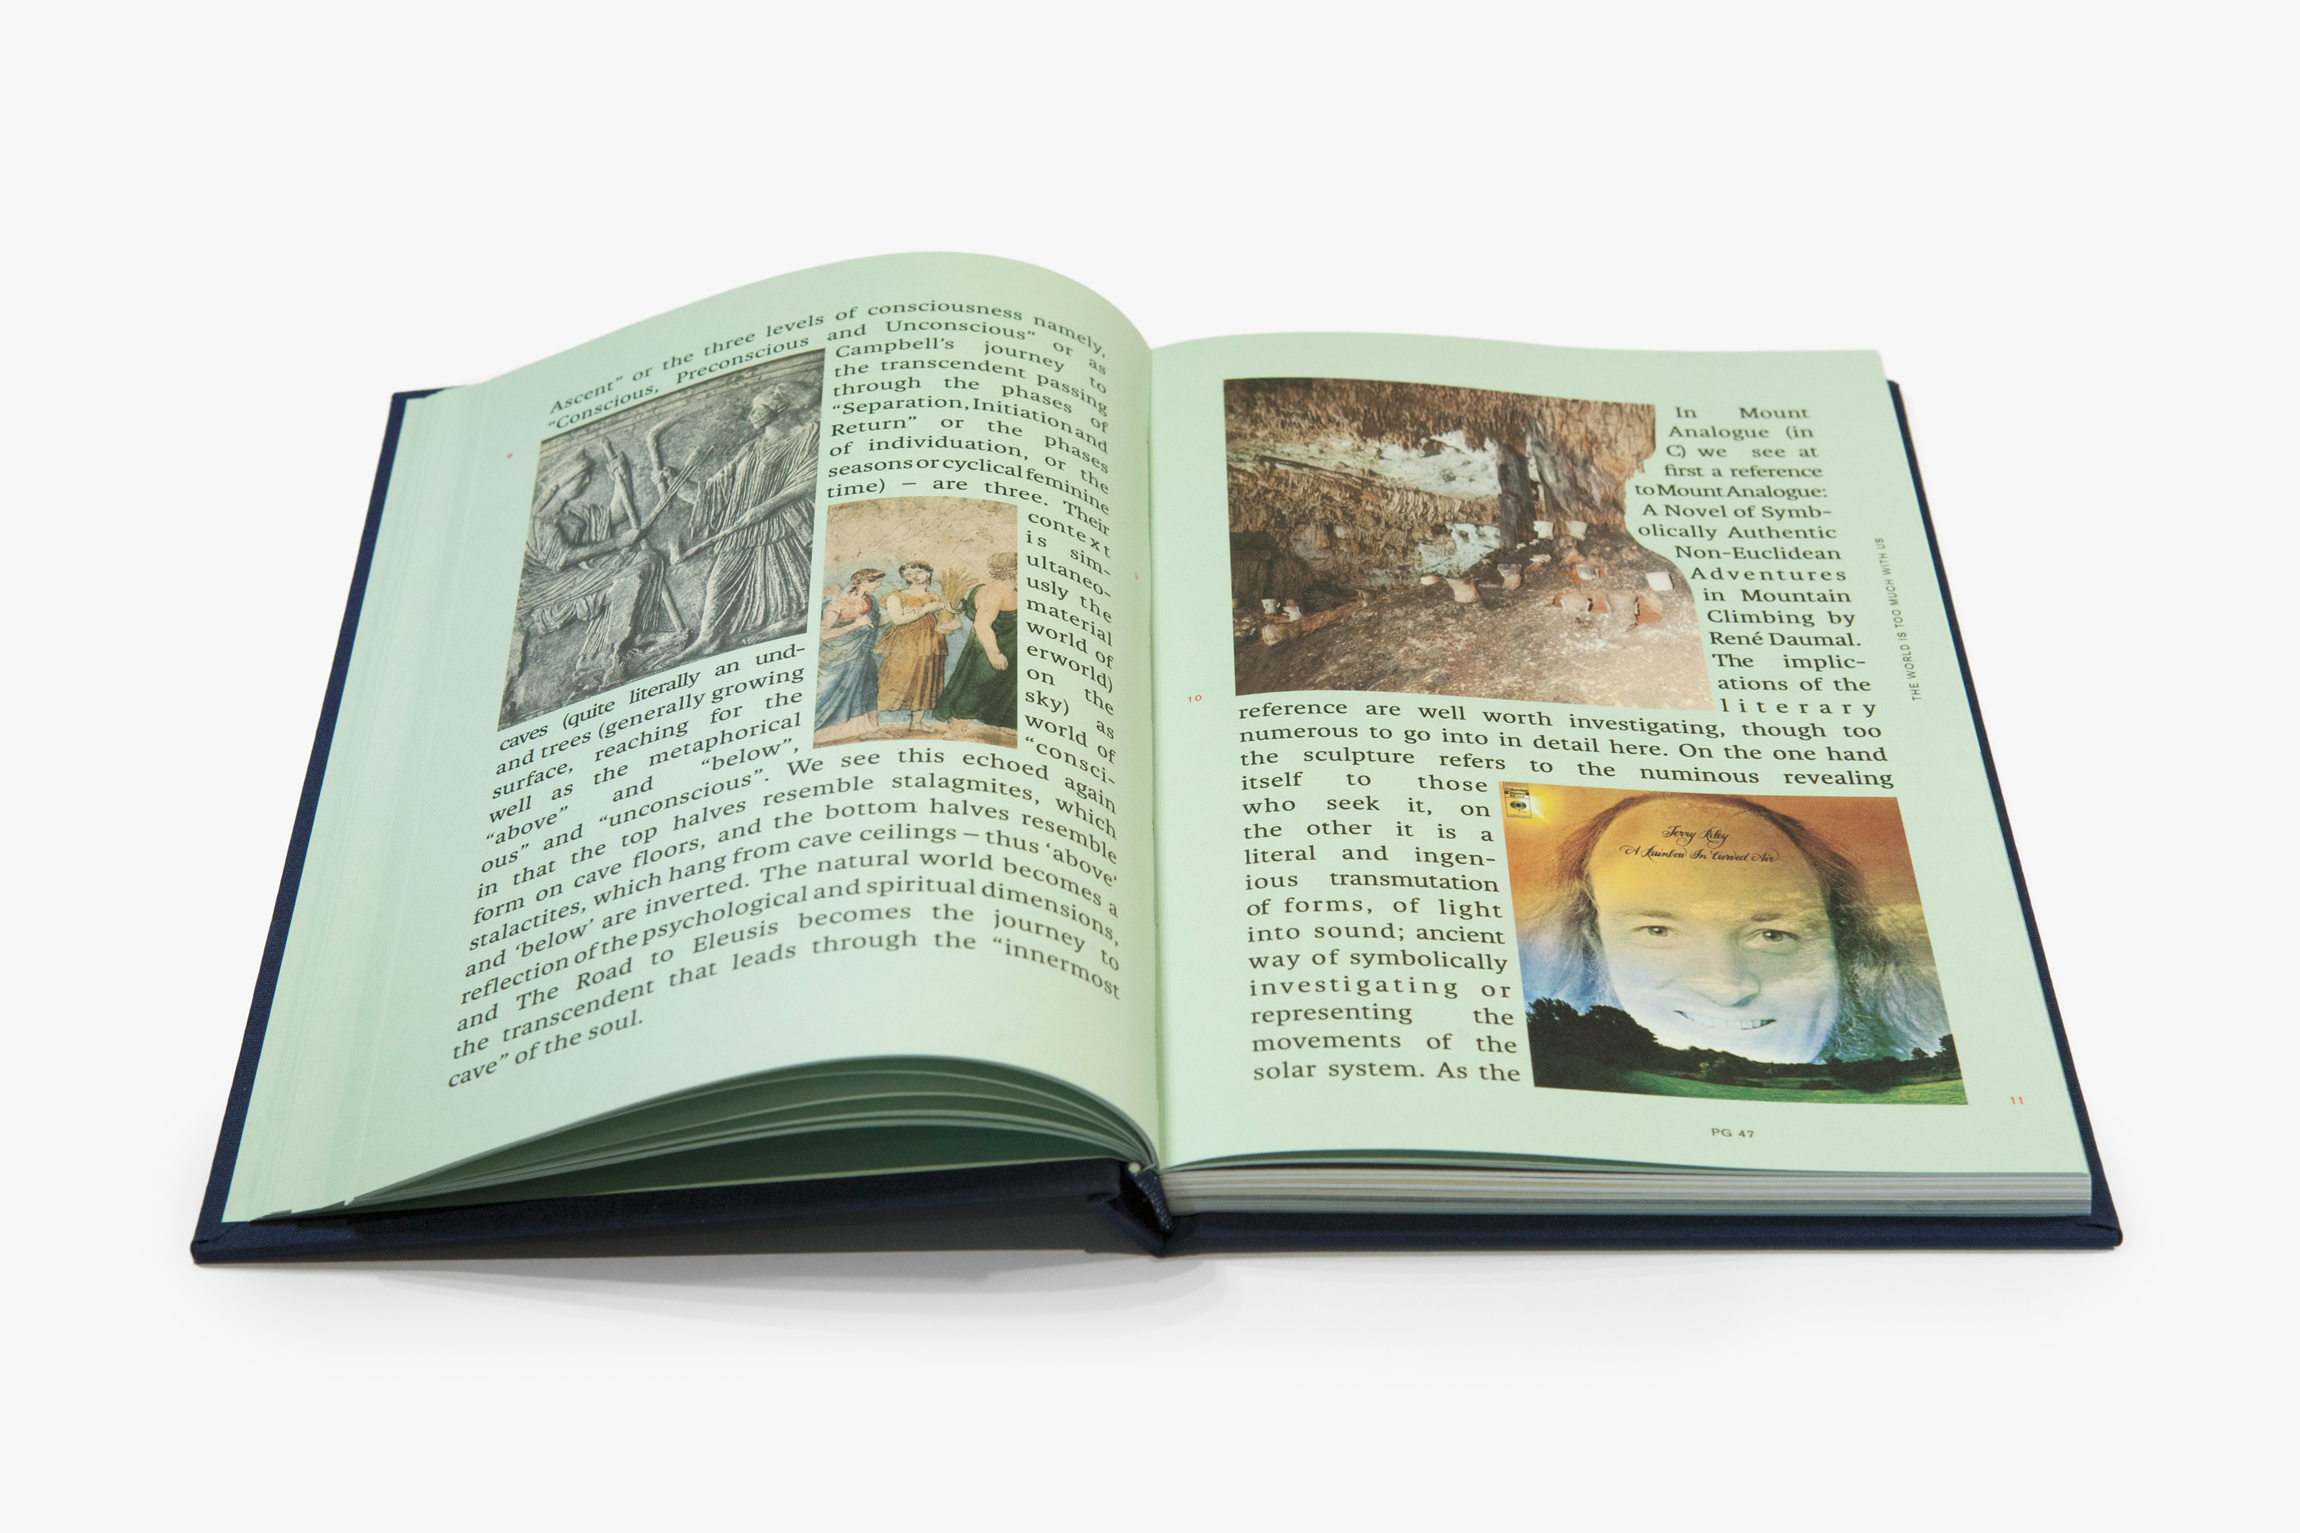 Ascent” or the three levels of consciousness namely,
“Conscious, Preconscious and Unconscious” or as
Campbell’s journey to
the transcendent passing
through the phases of
“Separation, Initiation and
Return” or the phases
of individuation, or the
seasons or cyclical feminine
time) – are three. Their
context
is sim-
ultaneo-
usly the
material
world of
caves (quite literally an und-
erworld)
and trees (generally growing
on the
surface, reaching for the
sky) as
well as the metaphorical
world of
“above” and “below”,
“consci-
ous” and “unconscious”. We see this echoed again
in that the top halves resemble stalagmites, which
form on cave floors, and the bottom halves resemble
stalactites, which hang from cave ceilings – thus ‘above’
and ‘below’ are inverted. The natural world becomes a
reflection of the psychological and spiritual dimensions,
and The Road to Eleusis becomes the journey to
the transcendent that leads through the “innermost
cave” of the soul.
In Mount
Analogue (in
C) we see at
first a reference
to Mount Analogue:
A Novel of Symb-
olically Authentic
Non-Euclidean
Adventures
in Mountain
Climbing by
René Daumal.
The implic-
ations of the
literary
10
reference are well worth investigating, though too
numerous to go into in detail here. On the one hand
the sculpture refers to the numinous revealing
itself to those
who seek it, on
the other it is a
literal and ingen-
ious transmutation
of forms, of light
into sound; ancient
way of symbolically
investigating or
representing the
movements of the
solar system. As the
Terry Riley
A Rainbow In Curved Air
11
PG 47
THE WORLD IS TOO MUCH WITH US